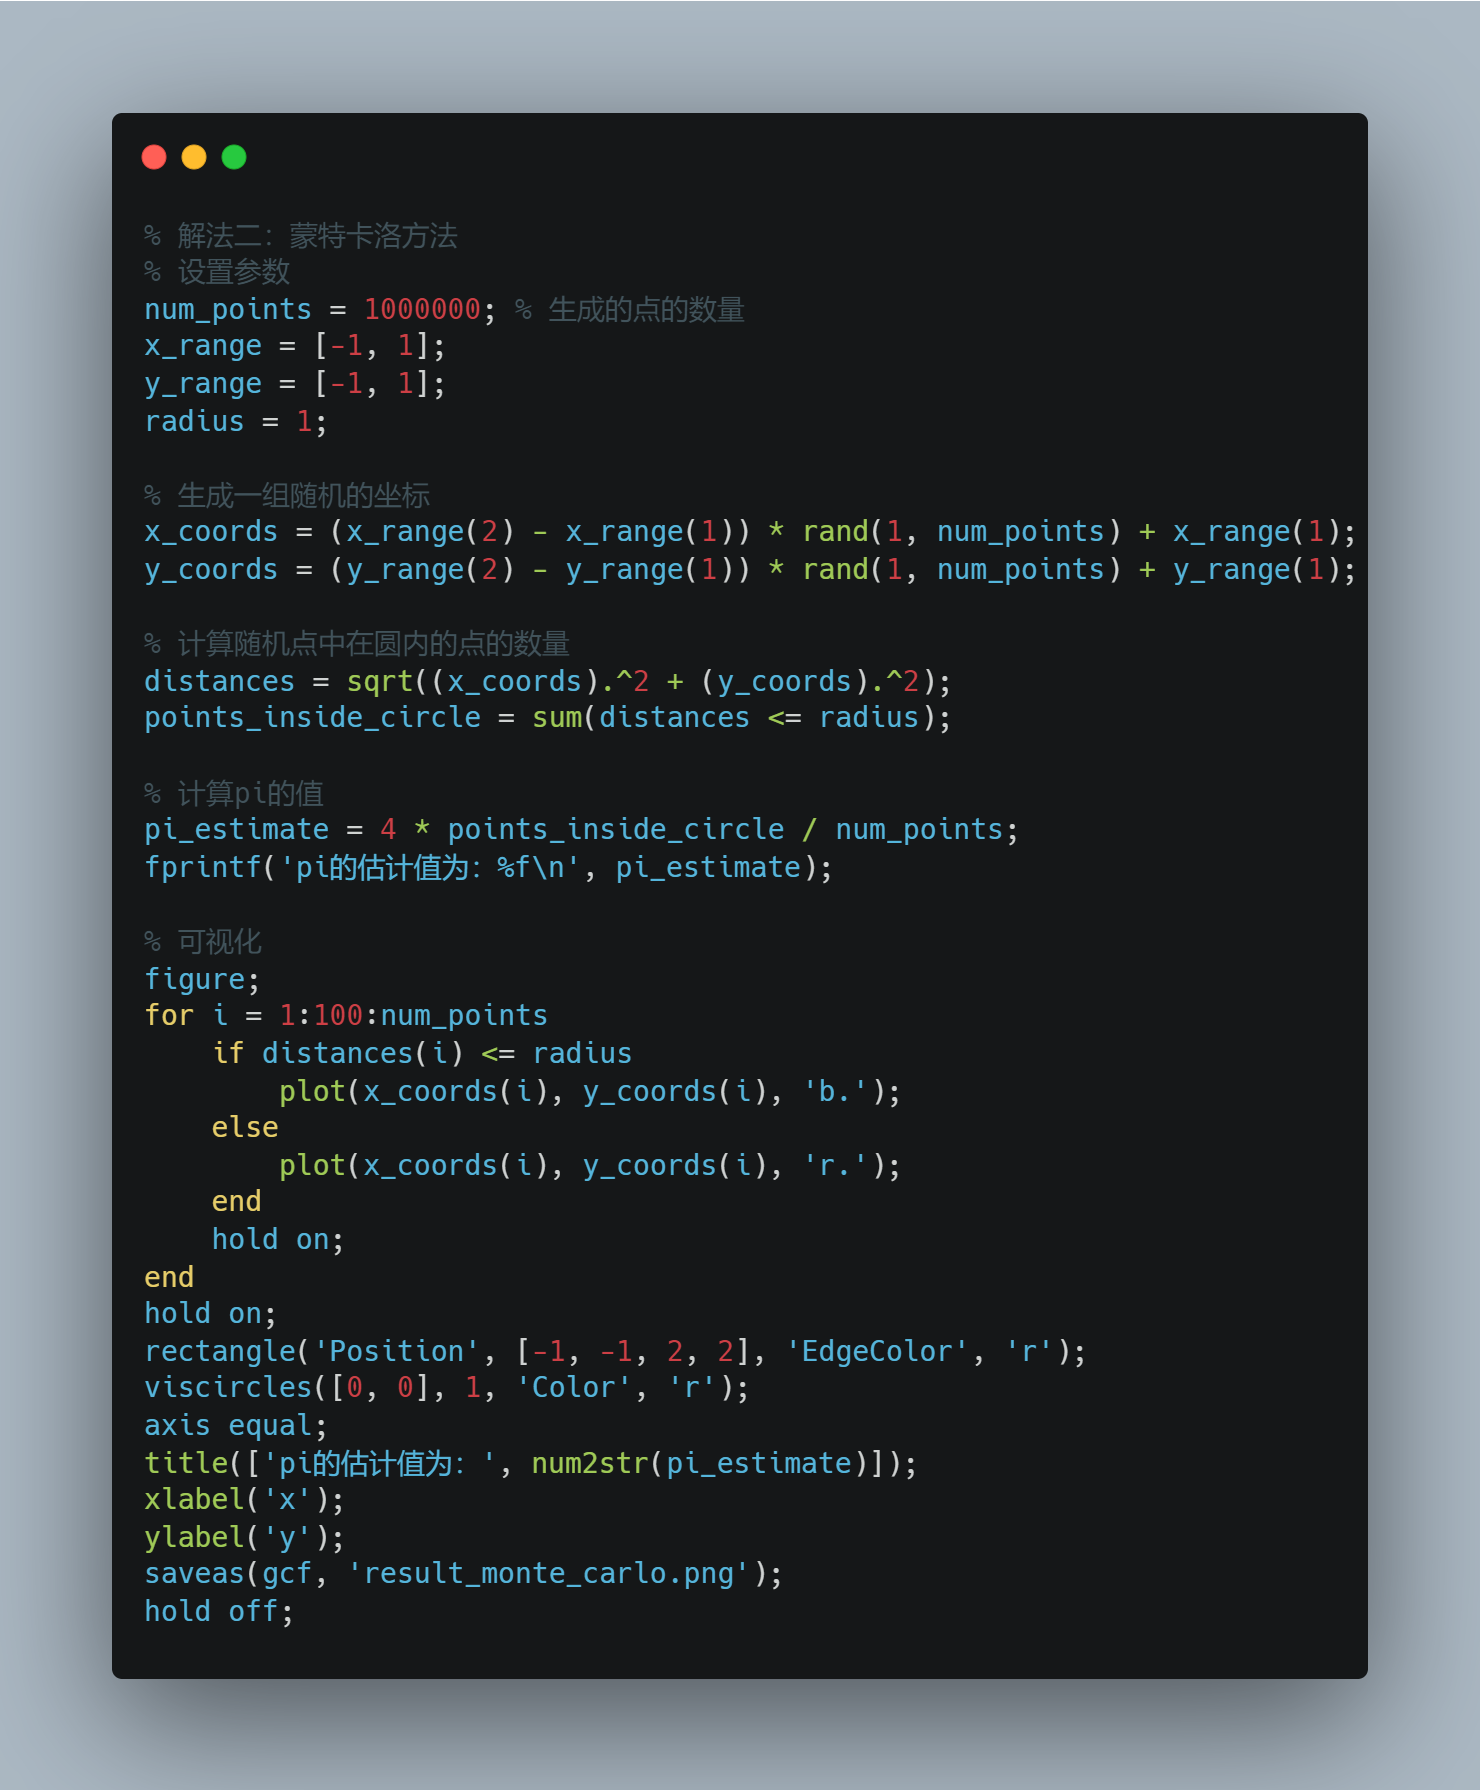 % 解法二：蒙特卡洛方法
% 设置参数
num_points = 1000000; % 生成的点的数量
x_range = [-1, 1];
y_range = [-1, 1];
radius = 1;
% 生成一组随机的坐标
x_coords = (x_range(2) - x_range(1)) * rand(1, num_points) + x_range(1);
y_coords = (y_range(2) - y_range(1)) * rand(1, num_points) + y_range(1);
% 计算随机点中在圆内的点的数量
distances = sqrt((x_coords).^2 + (y_coords).^2);
points_inside_circle = sum(distances <= radius);
% 计算pi的值
pi_estimate = 4 * points_inside_circle / num_points;
fprintf('pi的估计值为：%f\n', pi_estimate);
% 可视化
figure;
for i = 1:100:num_points
    if distances(i) <= radius
        plot(x_coords(i), y_coords(i), 'b.');
    else
        plot(x_coords(i), y_coords(i), 'r.');
    end
    hold on;
end
hold on;
rectangle('Position', [-1, -1, 2, 2], 'EdgeColor', 'r');
viscircles([0, 0], 1, 'Color', 'r');
axis equal;
title(['pi的估计值为：', num2str(pi_estimate)]);
xlabel('x');
ylabel('y');
saveas(gcf, 'result_monte_carlo.png');
hold off;